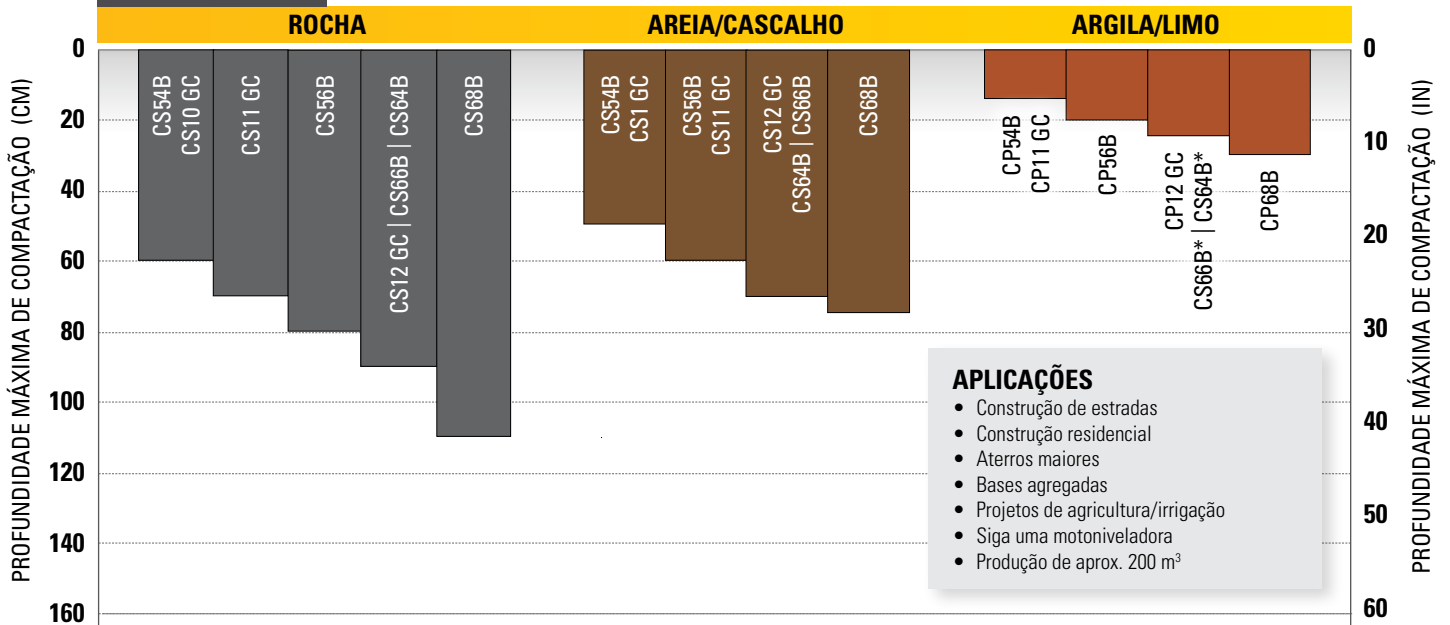 ROCHA
AREIA/CASCALHO
ARGILA/LIMO
PROFUNDIDADE MÁXIMA DE COMPACTAÇÃO (CM)
0
20
40
60
80
100
120
140
160
CS54B
CS10 GC
CS11 GC
CS56B
CS12 GC | CS66B | CS64B
CS68B
CS54B
CS1 GC
CS56B
CS11 GC
CS12 GC
CS64B | CS66B
CS68B
CP54B
CP11 GC
CP56B
CP12 GC
CS66B* | CS64B*
CP68B
0
10
20
30
40
50
60
PROFUNDIDADE MÁXIMA DE COMPACTAÇÃO (IN)
APLICAÇÕES
• Construção de estradas
• Construção residencial
• Aterros maiores
• Bases agregadas
• Projetos de agricultura/irrigação
• Siga uma motoniveladora
• Produção de aprox. 200 m³